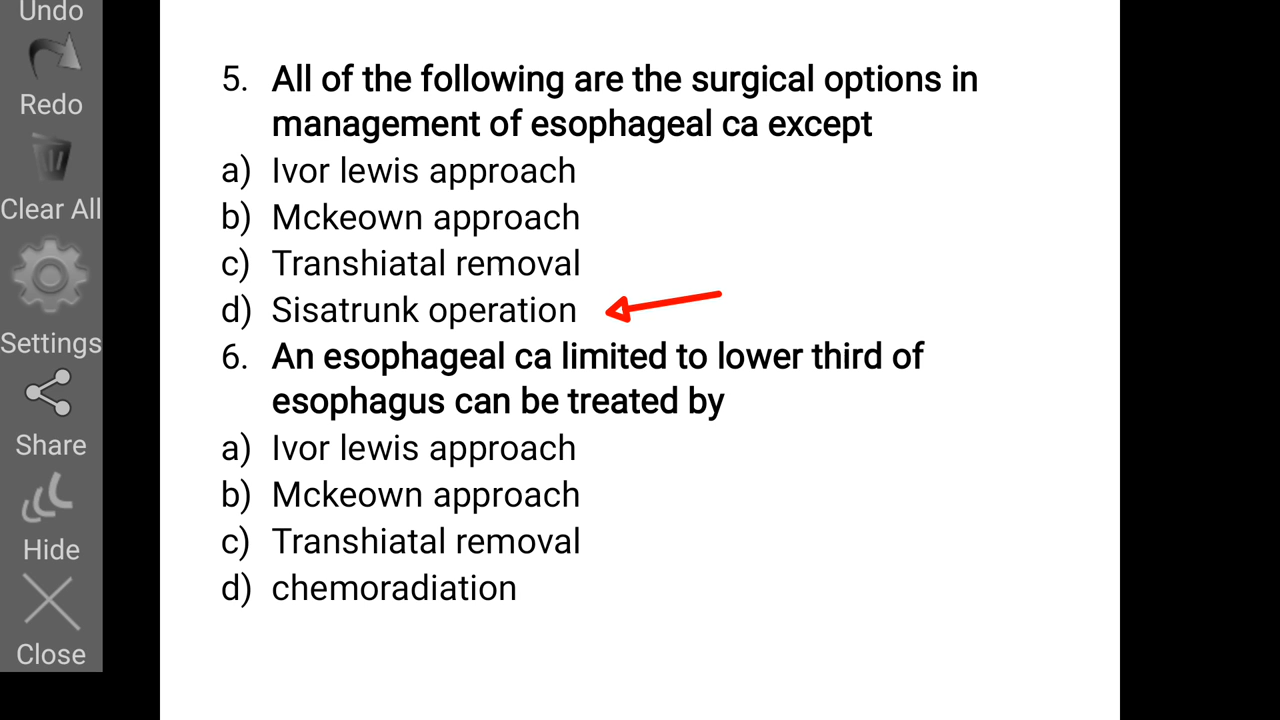 Undo
Redo
Clear All
Settings
Share
Hide
Close
5. All of the following are the surgical options in
management of esophageal ca except
a) Ivor lewis approach
b) Mckeown approach
c) Transhiatal removal
d) Sisatrunk operation
6. An esophageal ca limited to lower third of
esophagus can be treated by
a) Ivor lewis approach
b) Mckeown approach
c) Transhiatal removal
d) chemoradiation